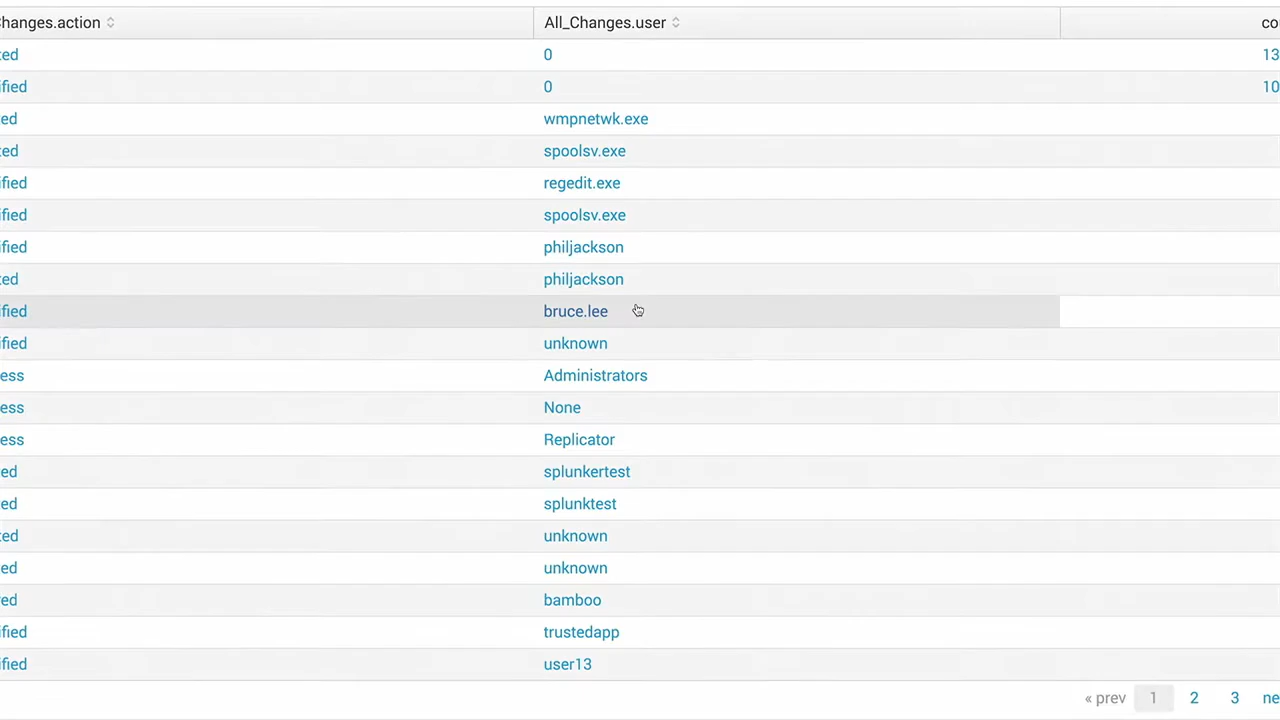 hanges.action All_Changes.user co
ted 0 13
ified 0 10
ted wmpnetwk.exe
ted spoolsv.exe
ified regedit.exe
ified spoolsv.exe
ified philjackson
ted philjackson
ified bruce.lee
ified unknown
ess Administrators
ess None
ess Replicator
ed splunkertest
ed splunktest
ted unknown
ed unknown
red bamboo
ified trustedapp
ified user13
« prev 1 2 3 ne